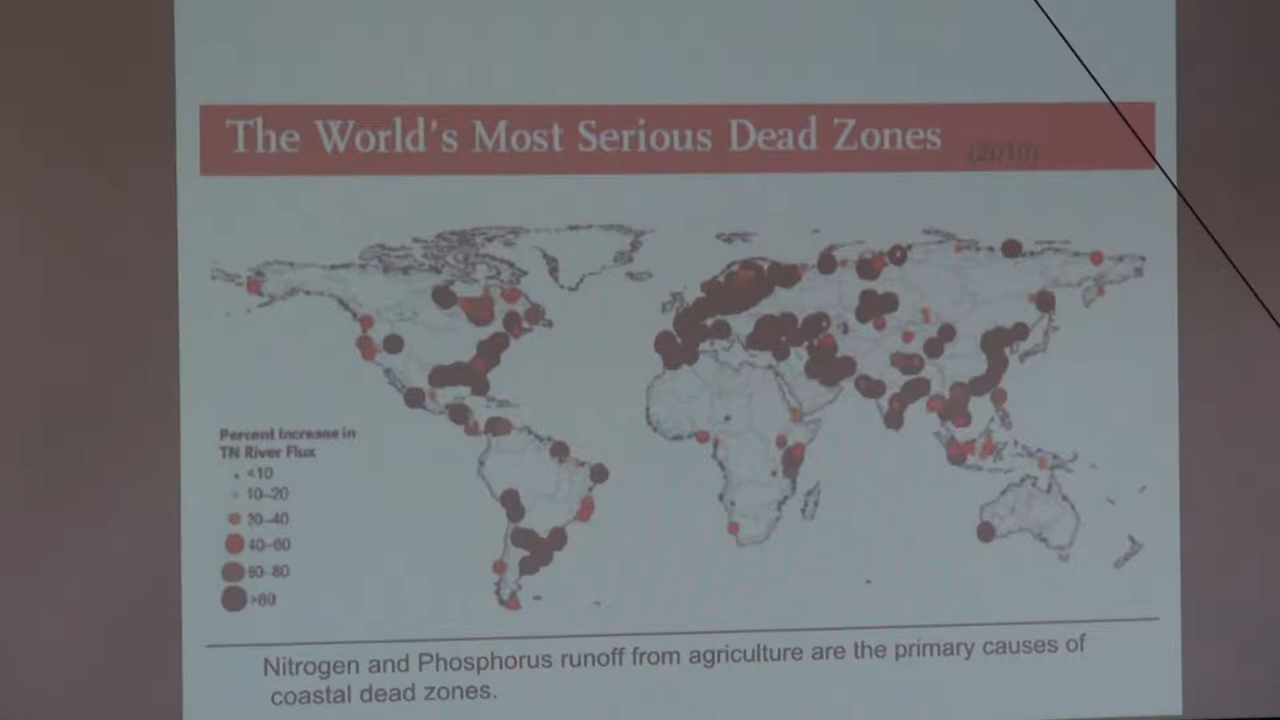 The World's Most Serious Dead Zones (2010)
Percent Increase in
TN River Flux
<10
10–20
20–40
40–60
60–80
>80
Nitrogen and Phosphorus runoff from agriculture are the primary causes of
coastal dead zones.